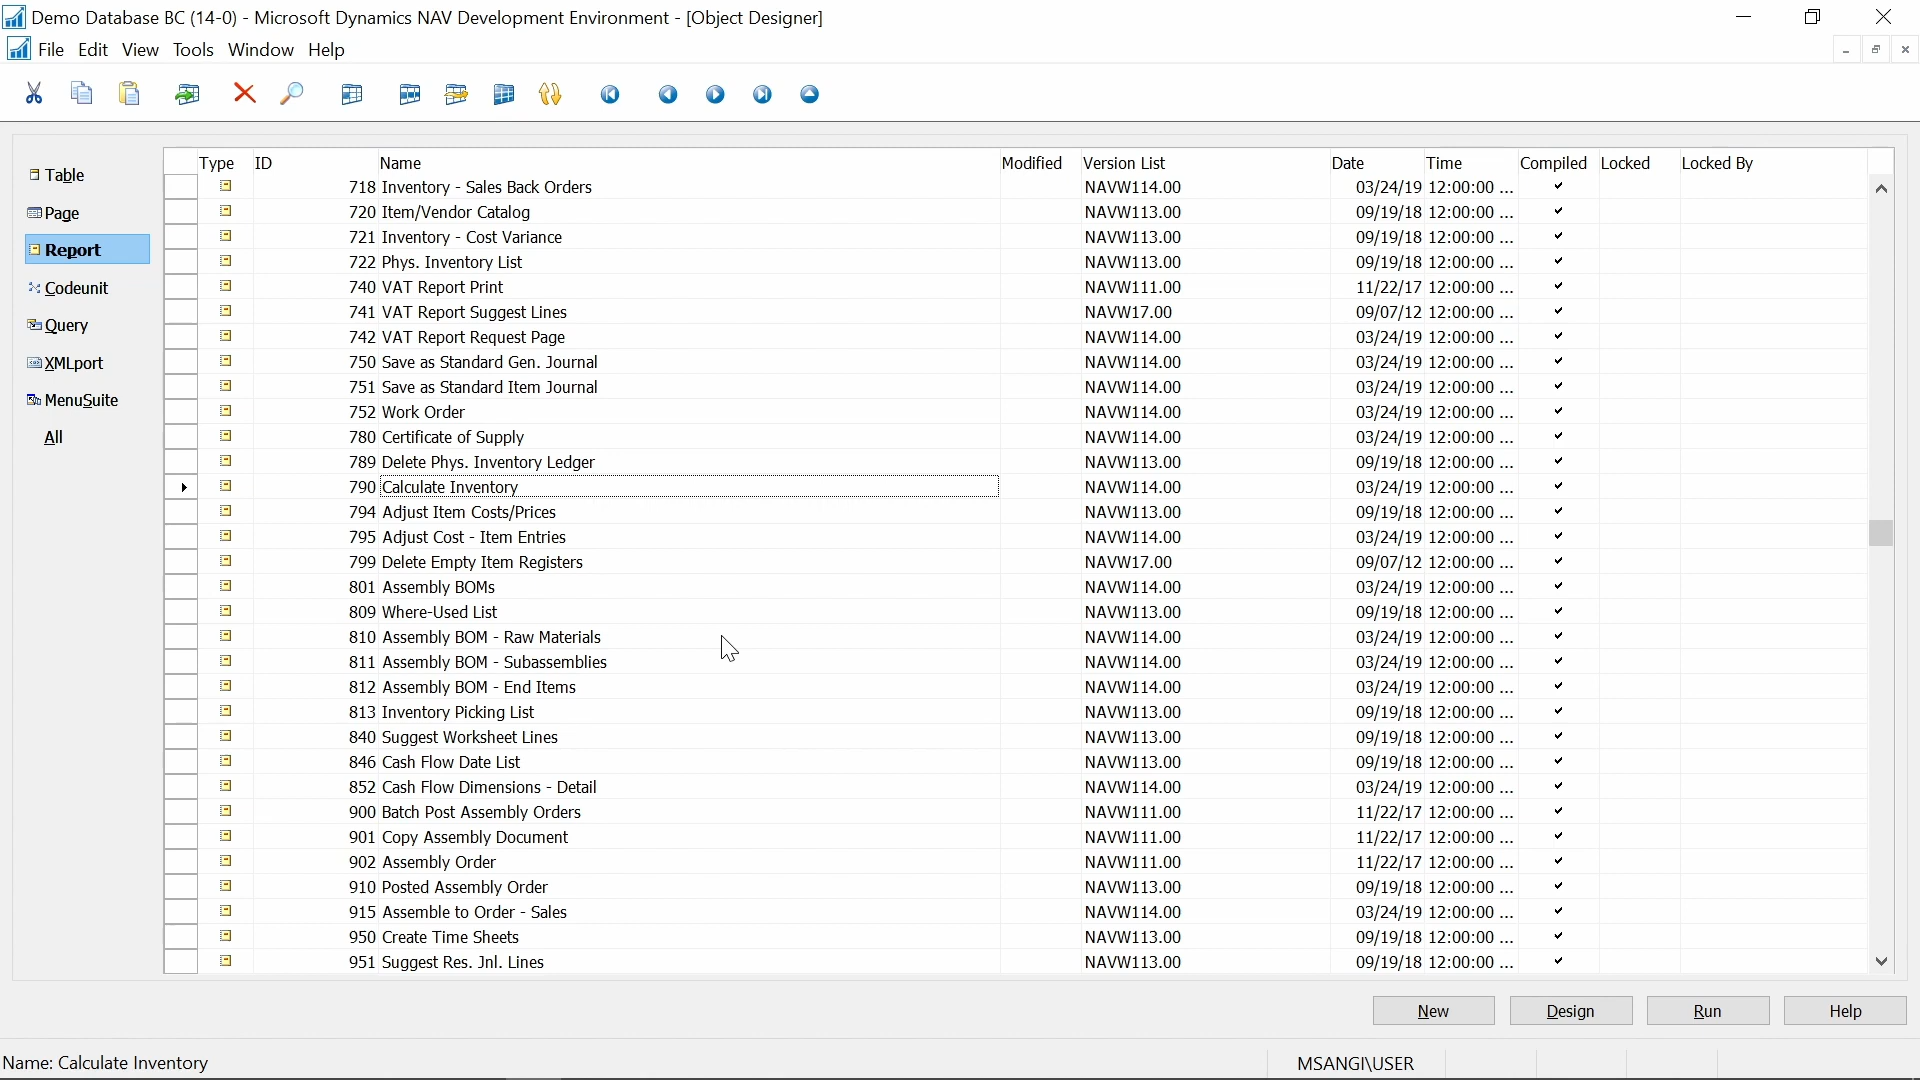 Demo Database BC (14-0) - Microsoft Dynamics NAV Development Environment - [Object Designer]
File Edit View Tools Window Help
Table
Page
Report
Codeunit
Query
XMLport
MenuSuite
All
Type ID Name Modified Version List Date Time Compiled Locked Locked By
718 Inventory - Sales Back Orders NAVW114.00 03/24/19 12:00:00 ...
720 Item/Vendor Catalog NAVW113.00 09/19/18 12:00:00 ...
721 Inventory - Cost Variance NAVW113.00 09/19/18 12:00:00 ...
722 Phys. Inventory List NAVW113.00 09/19/18 12:00:00 ...
740 VAT Report Print NAVW111.00 11/22/17 12:00:00 ...
741 VAT Report Suggest Lines NAVW17.00 09/07/12 12:00:00 ...
742 VAT Report Request Page NAVW114.00 03/24/19 12:00:00 ...
750 Save as Standard Gen. Journal NAVW114.00 03/24/19 12:00:00 ...
751 Save as Standard Item Journal NAVW114.00 03/24/19 12:00:00 ...
752 Work Order NAVW114.00 03/24/19 12:00:00 ...
780 Certificate of Supply NAVW114.00 03/24/19 12:00:00 ...
789 Delete Phys. Inventory Ledger NAVW113.00 09/19/18 12:00:00 ...
790 Calculate Inventory NAVW114.00 03/24/19 12:00:00 ...
794 Adjust Item Costs/Prices NAVW113.00 09/19/18 12:00:00 ...
795 Adjust Cost - Item Entries NAVW114.00 03/24/19 12:00:00 ...
799 Delete Empty Item Registers NAVW17.00 09/07/12 12:00:00 ...
801 Assembly BOMs NAVW114.00 03/24/19 12:00:00 ...
809 Where-Used List NAVW113.00 09/19/18 12:00:00 ...
810 Assembly BOM - Raw Materials NAVW114.00 03/24/19 12:00:00 ...
811 Assembly BOM - Subassemblies NAVW114.00 03/24/19 12:00:00 ...
812 Assembly BOM - End Items NAVW114.00 03/24/19 12:00:00 ...
813 Inventory Picking List NAVW113.00 09/19/18 12:00:00 ...
840 Suggest Worksheet Lines NAVW113.00 09/19/18 12:00:00 ...
846 Cash Flow Date List NAVW113.00 09/19/18 12:00:00 ...
852 Cash Flow Dimensions - Detail NAVW114.00 03/24/19 12:00:00 ...
900 Batch Post Assembly Orders NAVW111.00 11/22/17 12:00:00 ...
901 Copy Assembly Document NAVW111.00 11/22/17 12:00:00 ...
902 Assembly Order NAVW111.00 11/22/17 12:00:00 ...
910 Posted Assembly Order NAVW113.00 09/19/18 12:00:00 ...
915 Assemble to Order - Sales NAVW114.00 03/24/19 12:00:00 ...
950 Create Time Sheets NAVW113.00 09/19/18 12:00:00 ...
951 Suggest Res. Jnl. Lines NAVW113.00 09/19/18 12:00:00 ...
New Design Run Help
Name: Calculate Inventory MSANGI\USER